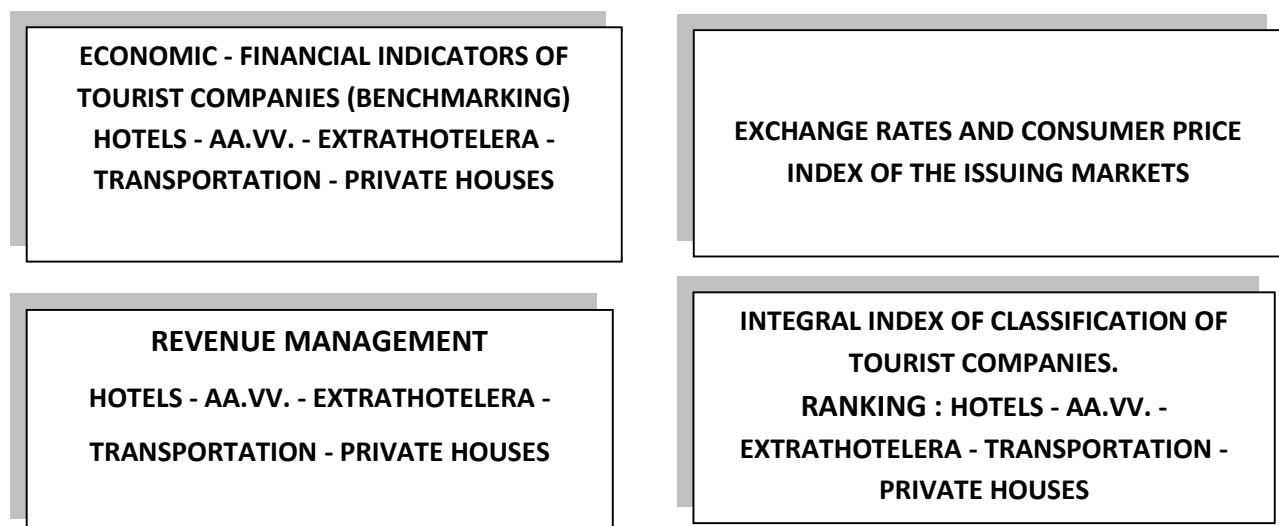 ECONOMIC - FINANCIAL INDICATORS OF
TOURIST COMPANIES (BENCHMARKING)
HOTELS - AA.VV. - EXTRATHOTELERA -
TRANSPORTATION - PRIVATE HOUSES
EXCHANGE RATES AND CONSUMER PRICE
INDEX OF THE ISSUING MARKETS
REVENUE MANAGEMENT
HOTELS - AA.VV. - EXTRATHOTELERA -
TRANSPORTATION - PRIVATE HOUSES
INTEGRAL INDEX OF CLASSIFICATION OF
TOURIST COMPANIES.
RANKING : HOTELS - AA.VV. -
EXTRATHOTELERA - TRANSPORTATION -
PRIVATE HOUSES